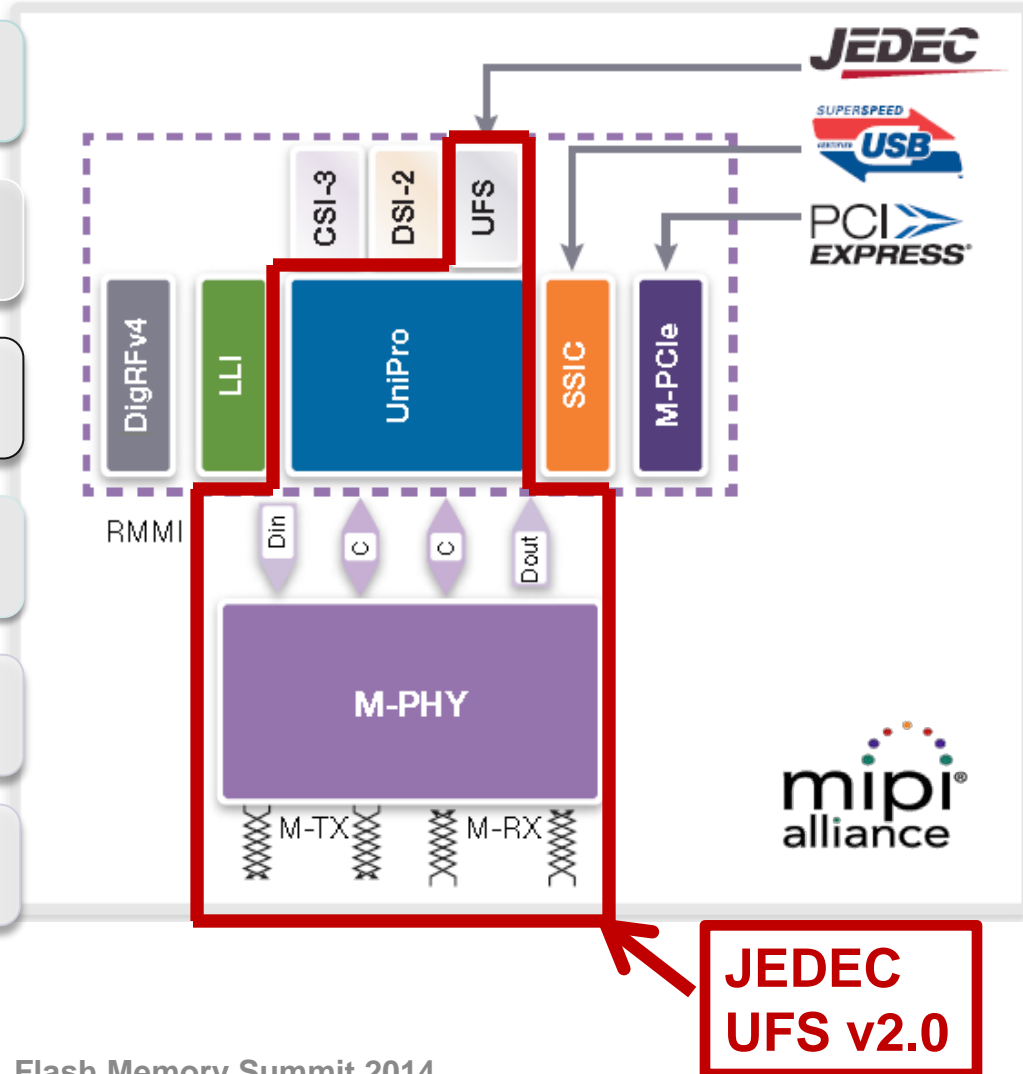 JEDEC
SUPERSPEED
CERTIFIED USB
PCI
EXPRESS®
CSI-3
DSI-2
UFS
DigRFv4
LLI
UniPro
SSIC
M-PCIe
RMMI
Din
C
C
Dout
M-PHY
M-TX
M-RX
mipi®
alliance
JEDEC
UFS v2.0
Flash Memory Summit 2014